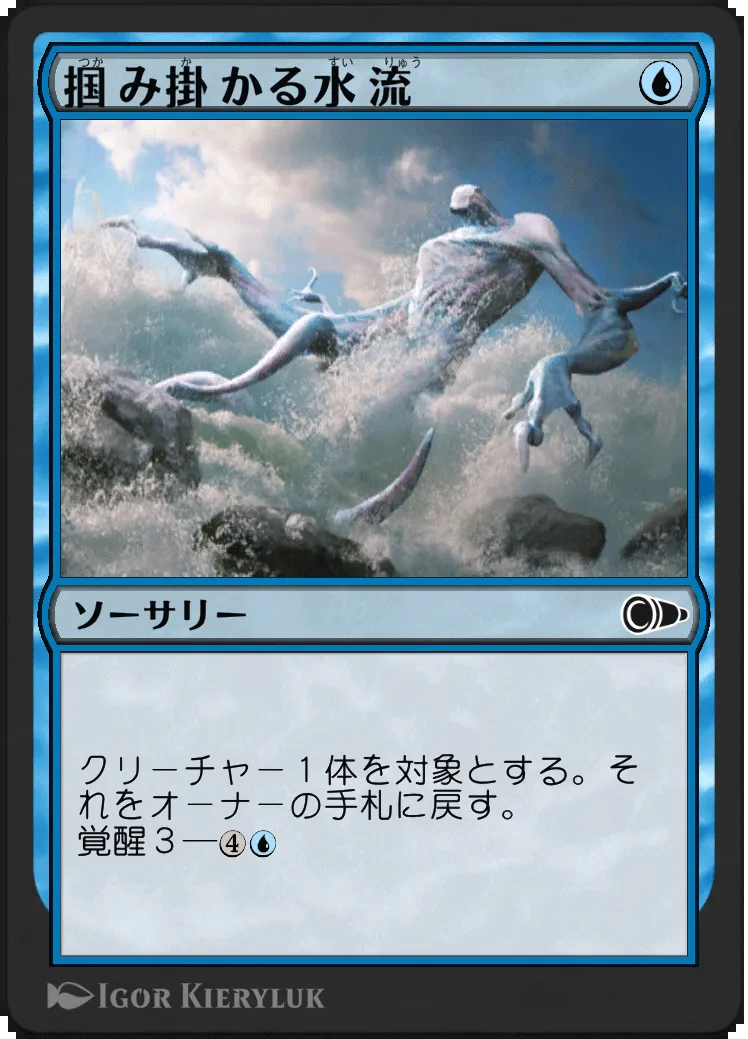 掴み掛かる水流
ソーサリー
クリーチャー１体を対象とする。そ
れをオーナーの手札に戻す。
覚醒３―4
IGOR KIERYLUK